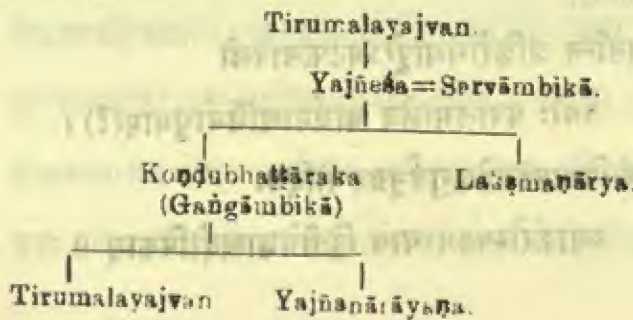 Tirumalayajvan.
Yajñeśa=Sarvāmbikā.
Koṇḍubhaṭṭāraka Lakṣmaṇārya.
(Gaṅgāmbikā)
Tirumalayajvan Yajñanārāyaṇa.